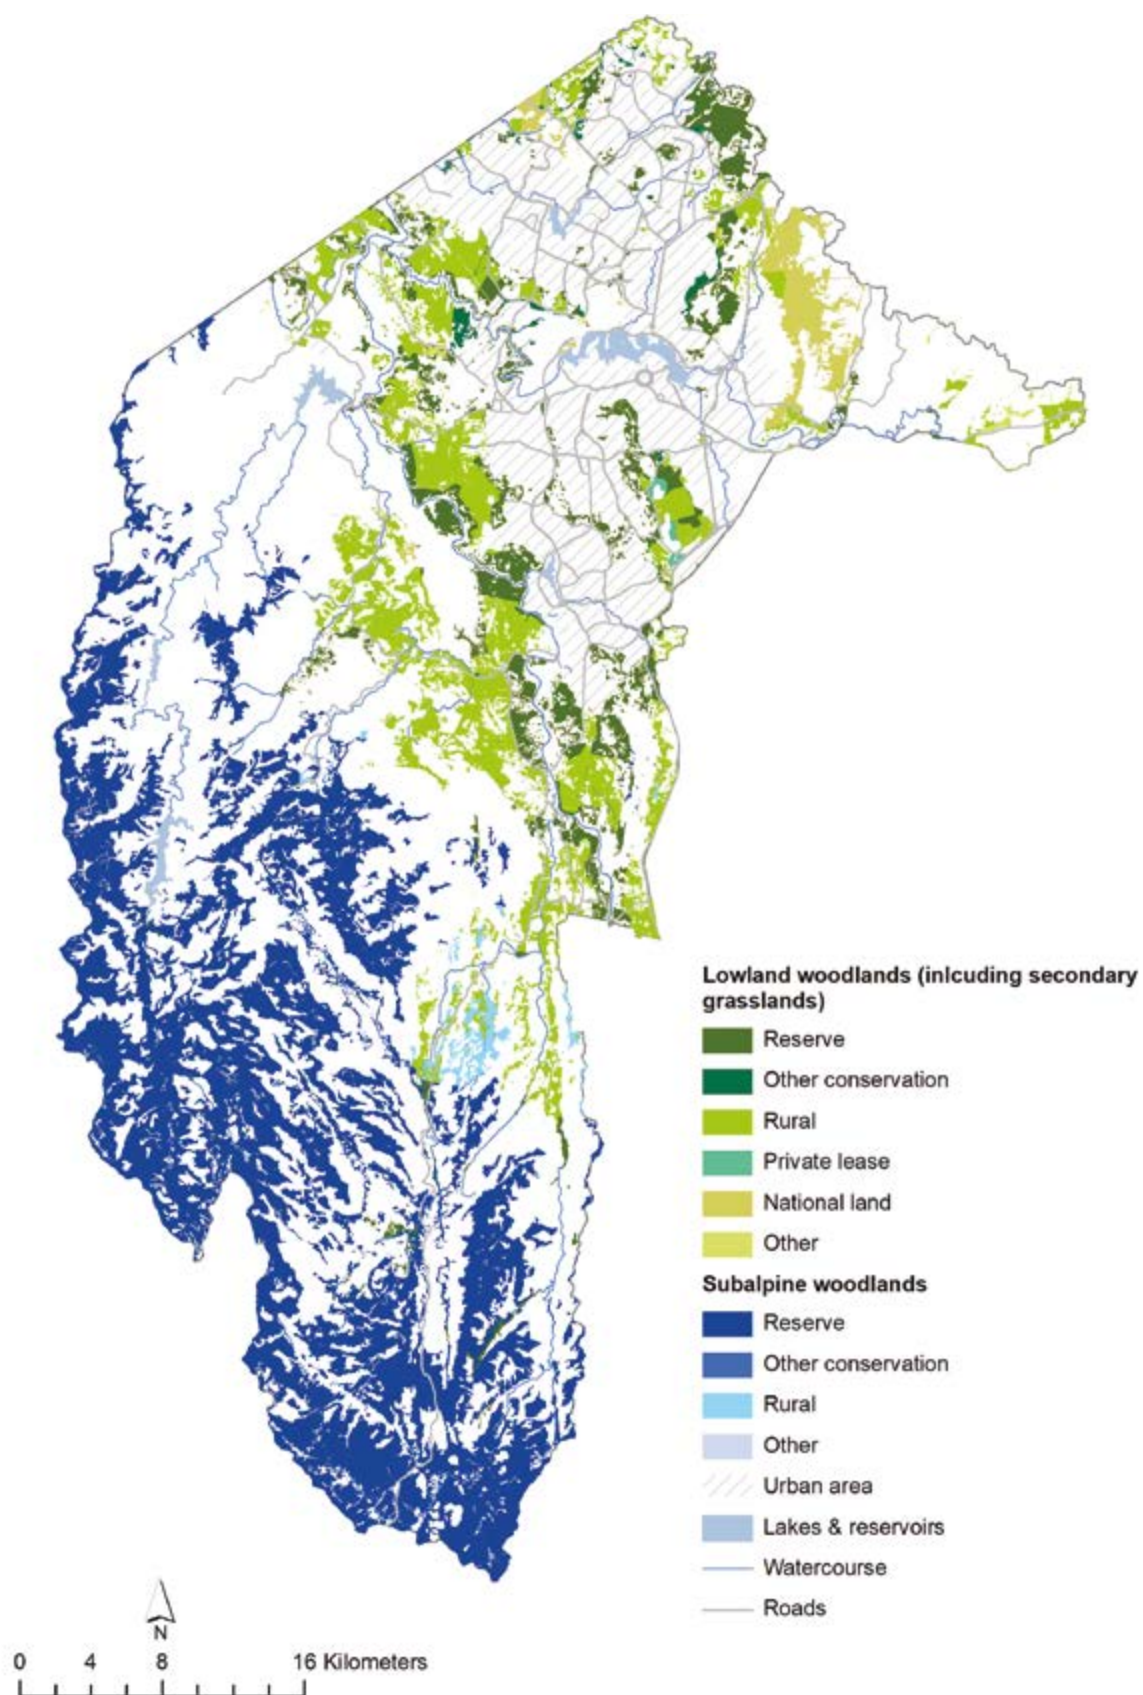 Lowland woodlands (inlcuding secondary
grasslands)
Reserve
Other conservation
Rural
Private lease
National land
Other
Subalpine woodlands
Reserve
Other conservation
Rural
Other
Urban area
Lakes & reservoirs
Watercourse
Roads
N
0 4 8 16 Kilometers